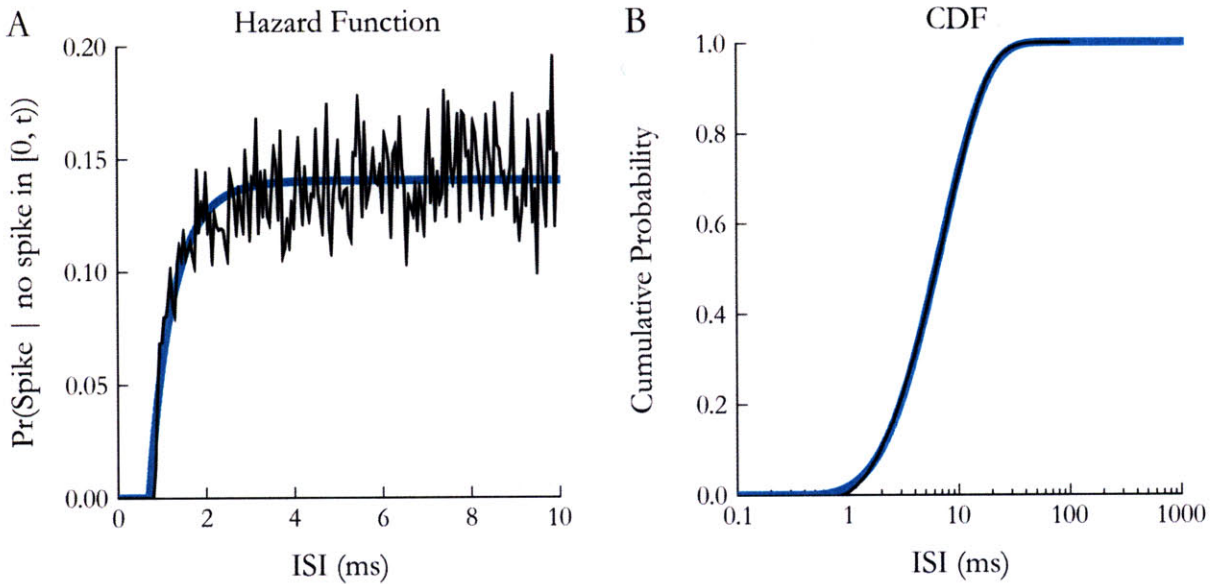 A
Hazard Function
Pr(Spike | no spike in [0, t))
0.20
0.15
0.10
0.05
0.00
0 2 4 6 8 10
ISI (ms)
B
CDF
Cumulative Probability
1.0
0.8
0.6
0.4
0.2
0.0
0.1 1 10 100 1000
ISI (ms)